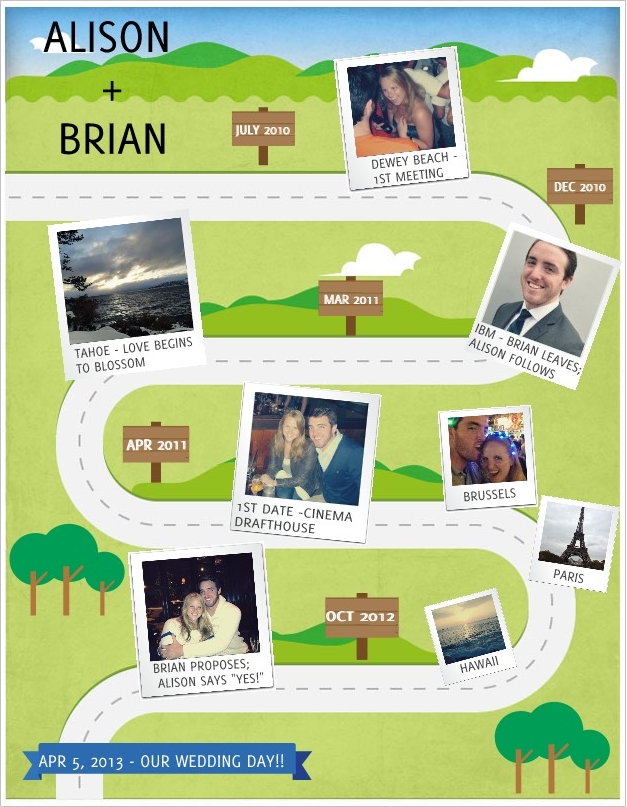 ALISON
+
BRIAN
JULY 2010
DEWEY BEACH -
1ST MEETING
DEC 2010
IBM - BRIAN LEAVES;
ALISON FOLLOWS
MAR 2011
TAHOE - LOVE BEGINS
TO BLOSSOM
APR 2011
1ST DATE -CINEMA
DRAFTHOUSE
BRUSSELS
PARIS
HAWAII
OCT 2012
BRIAN PROPOSES;
ALISON SAYS "YES!"
APR 5, 2013 - OUR WEDDING DAY!!